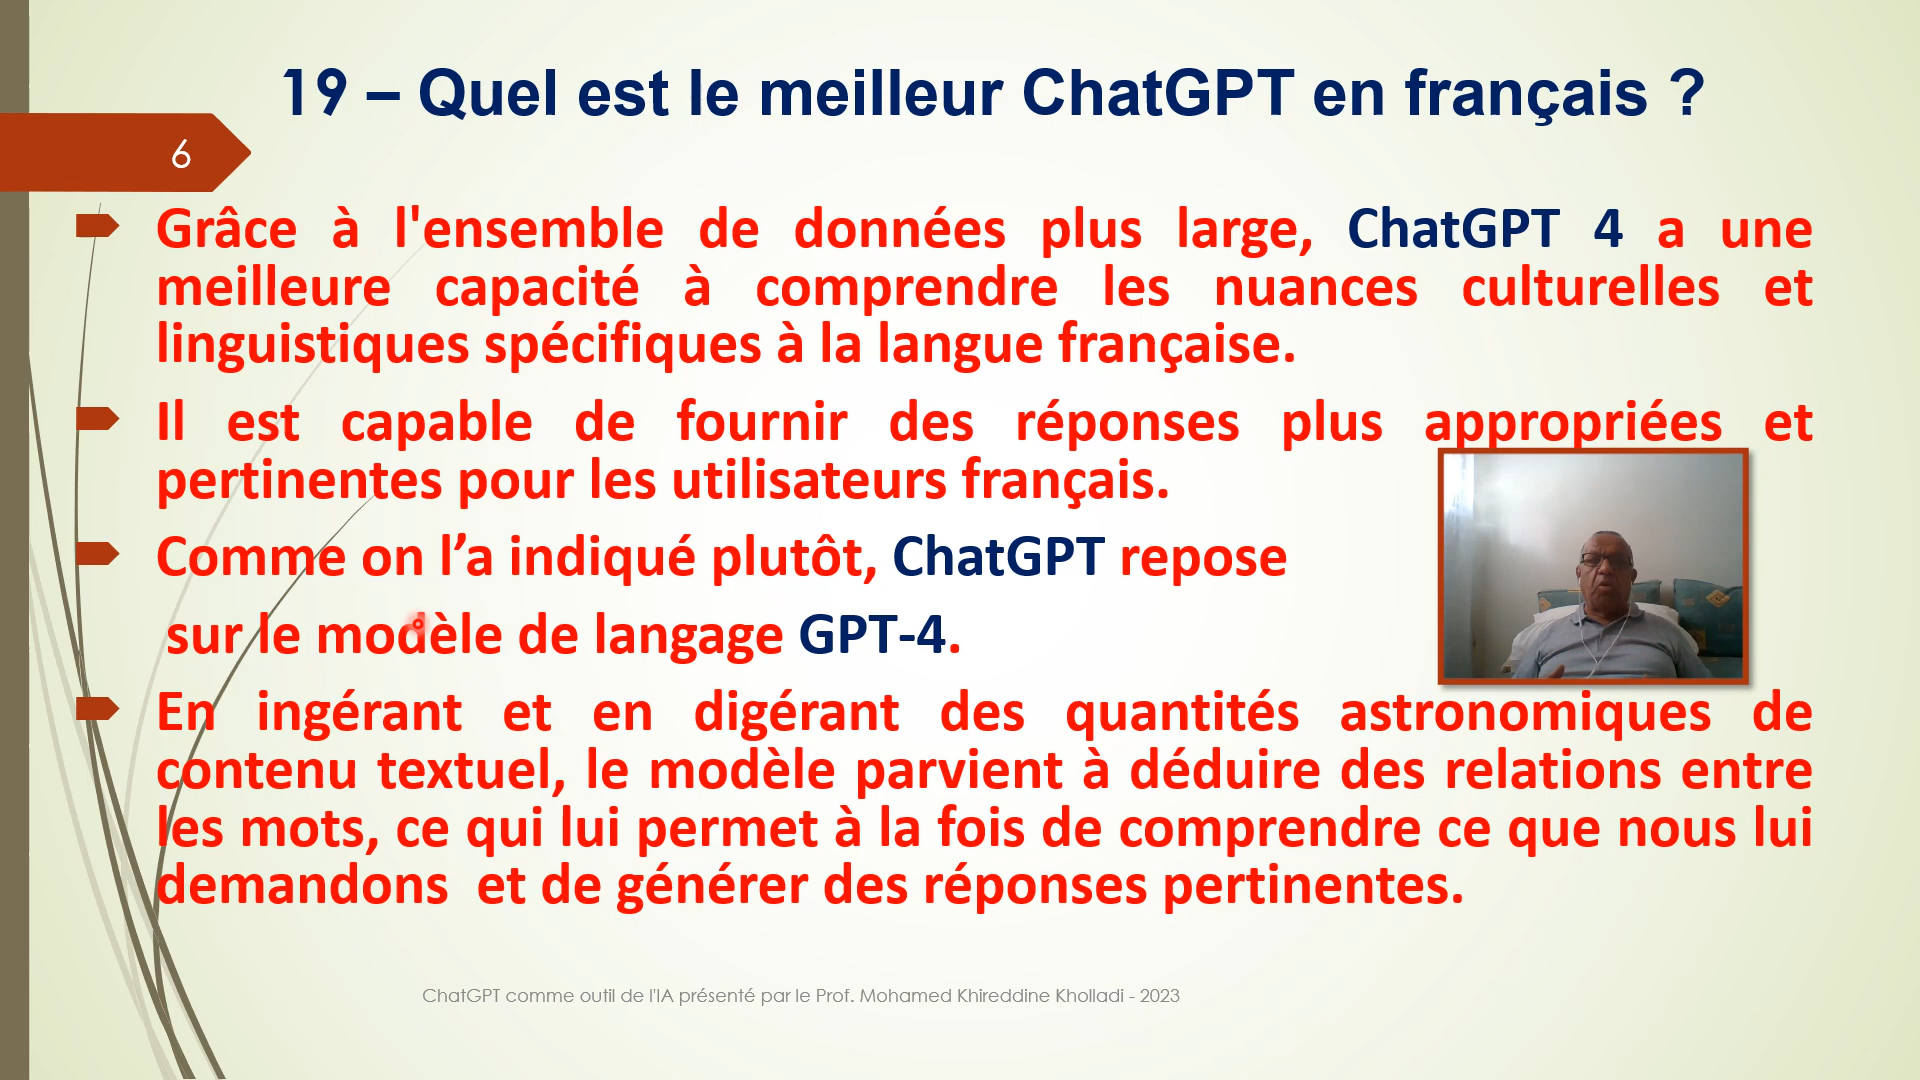 19 – Quel est le meilleur ChatGPT en français ?
6
Grâce à l'ensemble de données plus large, ChatGPT 4 a une
meilleure capacité à comprendre les nuances culturelles et
linguistiques spécifiques à la langue française.
Il est capable de fournir des réponses plus appropriées et
pertinentes pour les utilisateurs français.
Comme on l’a indiqué plutôt, ChatGPT repose
sur le modèle de langage GPT-4.
En ingérant et en digérant des quantités astronomiques de
contenu textuel, le modèle parvient à déduire des relations entre
les mots, ce qui lui permet à la fois de comprendre ce que nous lui
demandons et de générer des réponses pertinentes.
ChatGPT comme outil de l'IA présenté par le Prof. Mohamed Khireddine Kholladi - 2023